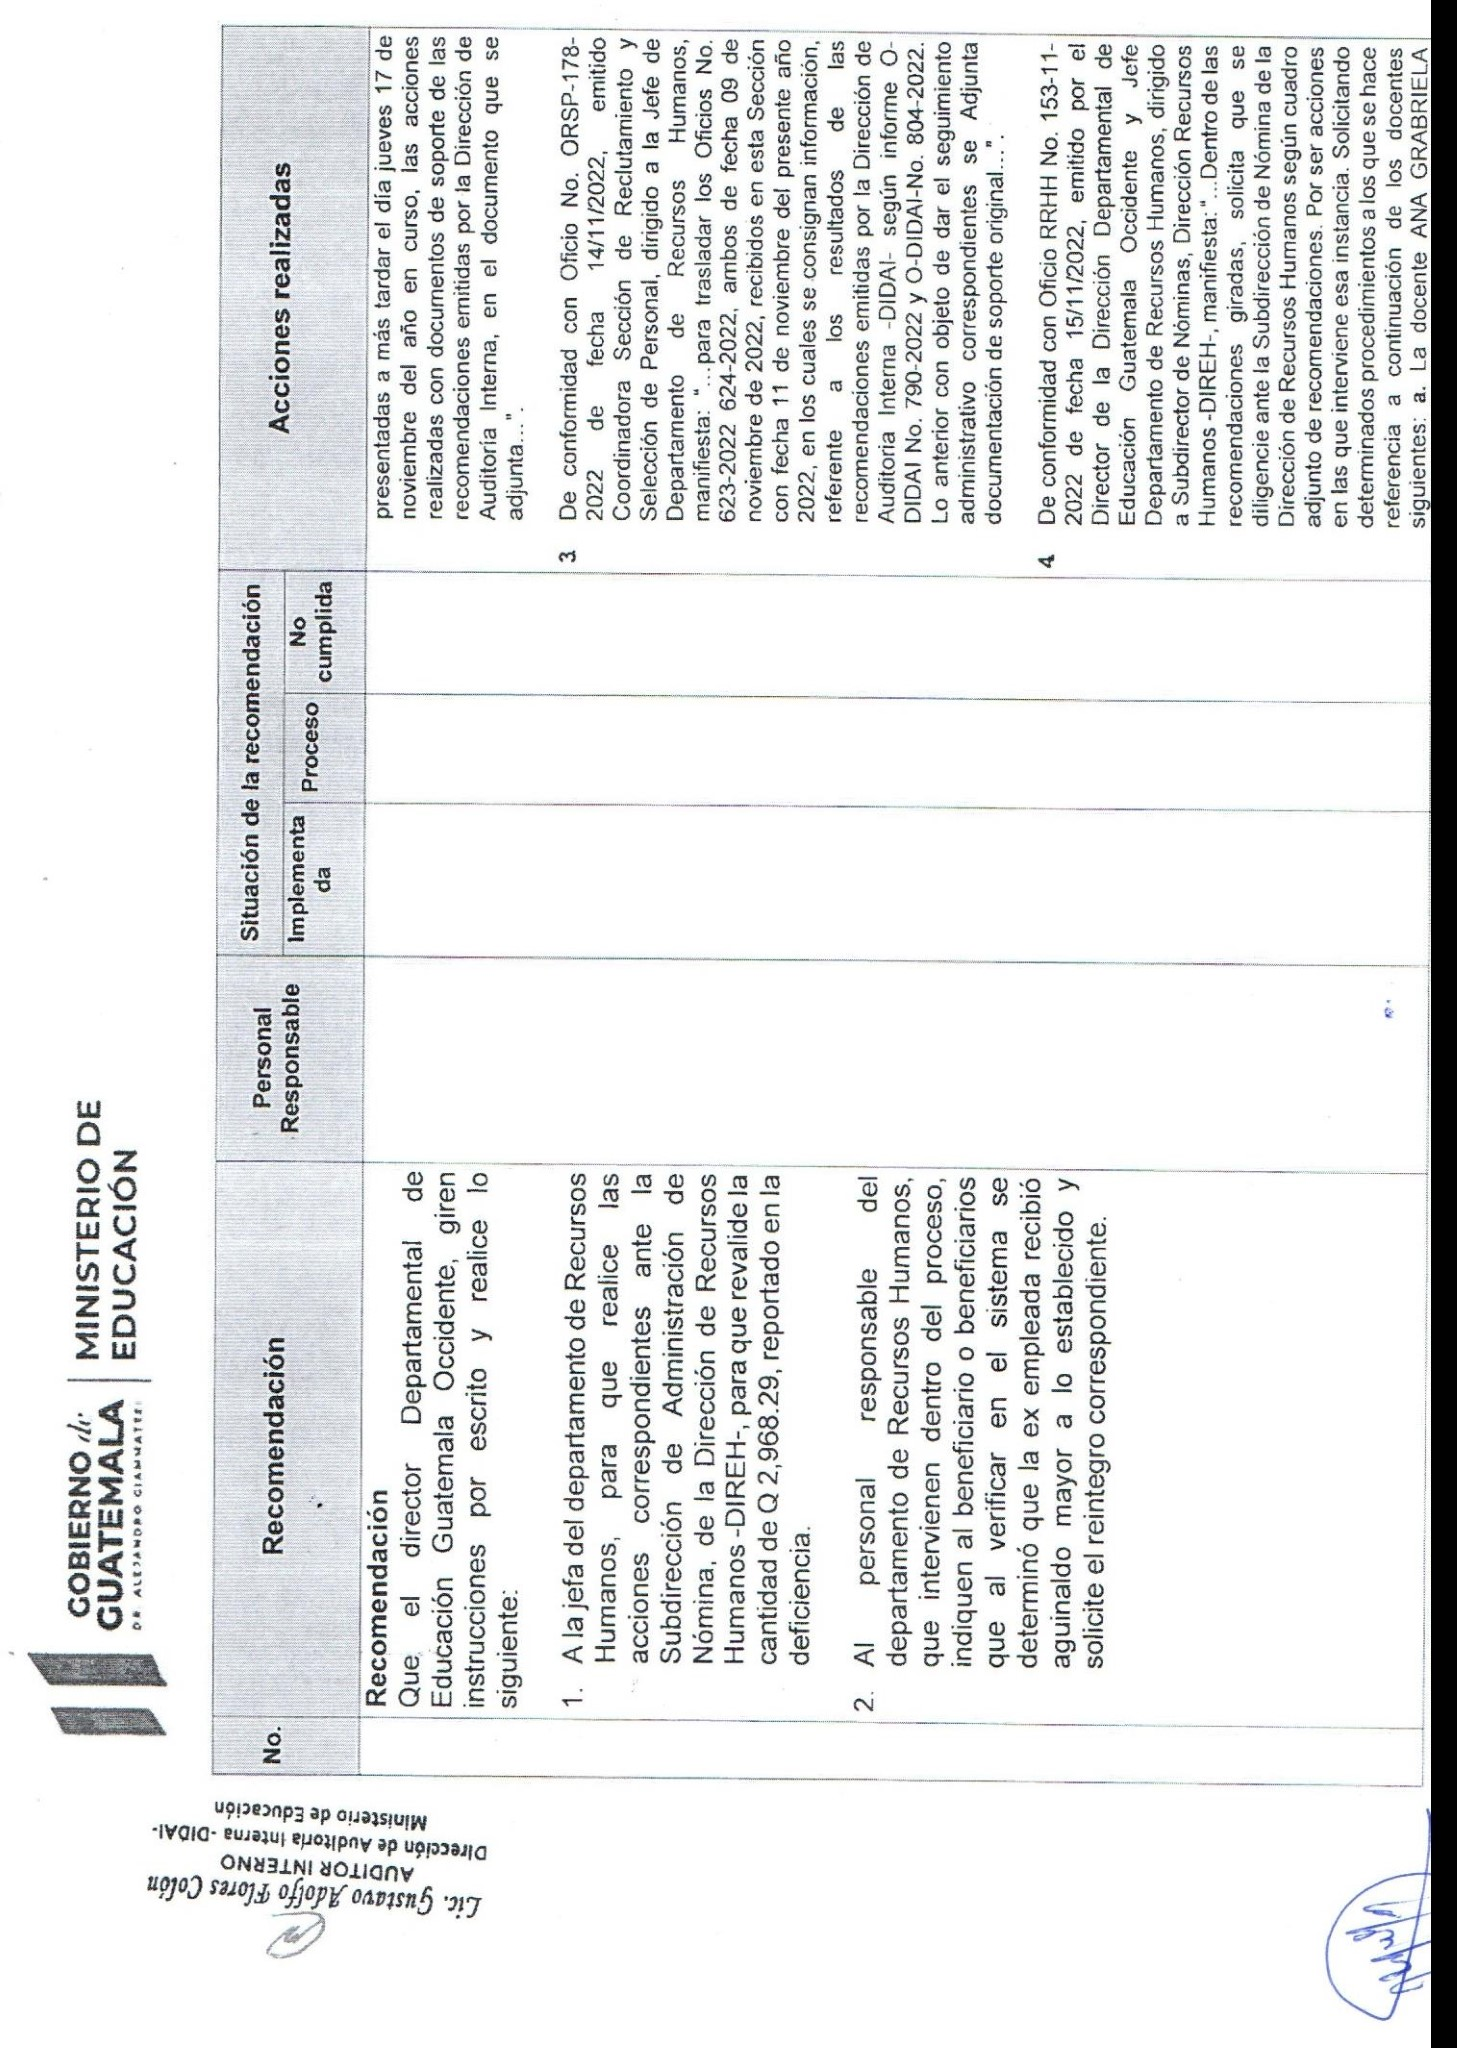 GOBIERNO de
GUATEMALA
DR. ALEJANDRO GIAMMATTEI
MINISTERIO DE
EDUCACIÓN
No.
Recomendación
Personal
Responsable
Situación de la recomendación
Implementa
da
Proceso
No
cumplida
Acciones realizadas
Recomendación
Que, el director Departamental de
Educación Guatemala Occidente, giren
instrucciones por escrito y realice lo
siguiente:
1. A la jefa del departamento de Recursos
Humanos, para que realice las
acciones correspondientes ante la
Subdirección de Administración de
Nómina, de la Dirección de Recursos
Humanos -DIREH-, para que revalide la
cantidad de Q 2,968.29, reportado en la
deficiencia.
2. Al personal responsable del
departamento de Recursos Humanos,
que intervienen dentro del proceso,
indiquen al beneficiario o beneficiarios
que al verificar en el sistema se
determinó que la ex empleada recibió
aguinaldo mayor a lo establecido y
solicite el reintegro correspondiente.
presentadas a más tardar el día jueves 17 de
noviembre del año en curso, las acciones
realizadas con documentos de soporte de las
recomendaciones emitidas por la Dirección de
Auditoría Interna, en el documento que se
adjunta...".
3. De conformidad con Oficio No. ORSP-178-
2022 de fecha 14/11/2022, emitido
Coordinadora Sección de Reclutamiento y
Selección de Personal, dirigido a la Jefe de
Departamento de Recursos Humanos,
manifiesta: "...para trasladar los Oficios No.
623-2022 624-2022, ambos de fecha 09 de
noviembre de 2022, recibidos en esta Sección
con fecha 11 de noviembre del presente año
2022, en los cuales se consignan información,
referente a los resultados de las
recomendaciones emitidas por la Dirección de
Auditoria Interna -DIDAI- según informe O-
DIDAI No. 790-2022 y O-DIDAI-No. 804-2022.
Lo anterior con objeto de dar el seguimiento
administrativo correspondientes se Adjunta
documentación de soporte original....".
4. De conformidad con Oficio RRHH No. 153-11-
2022 de fecha 15/11/2022, emitido por el
Director de la Dirección Departamental de
Educación Guatemala Occidente y Jefe
Departamento de Recursos Humanos, dirigido
a Subdirector de Nóminas, Dirección Recursos
Humanos -DIREH-, manifiesta: "...Dentro de las
recomendaciones giradas, solicita que se
diligencie ante la Subdirección de Nómina de la
Dirección de Recursos Humanos según cuadro
adjunto de recomendaciones. Por ser acciones
en las que interviene esa instancia. Solicitando
determinados procedimientos a los que se hace
referencia a continuación de los docentes
siguientes: a. La docente ANA GRABRIELA
Lic. Gustavo Adolfo Flores Colón
AUDITOR INTERNO
Dirección de Auditoría Interna -DIDAI-
Ministerio de Educación